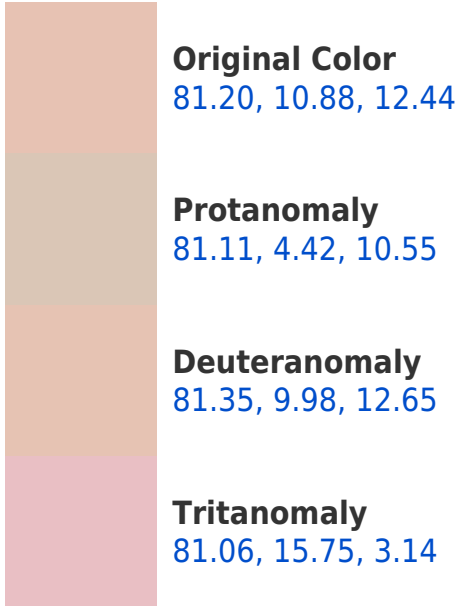 Original Color
81.20, 10.88, 12.44
Protanomaly
81.11, 4.42, 10.55
Deuteranomaly
81.35, 9.98, 12.65
Tritanomaly
81.06, 15.75, 3.14